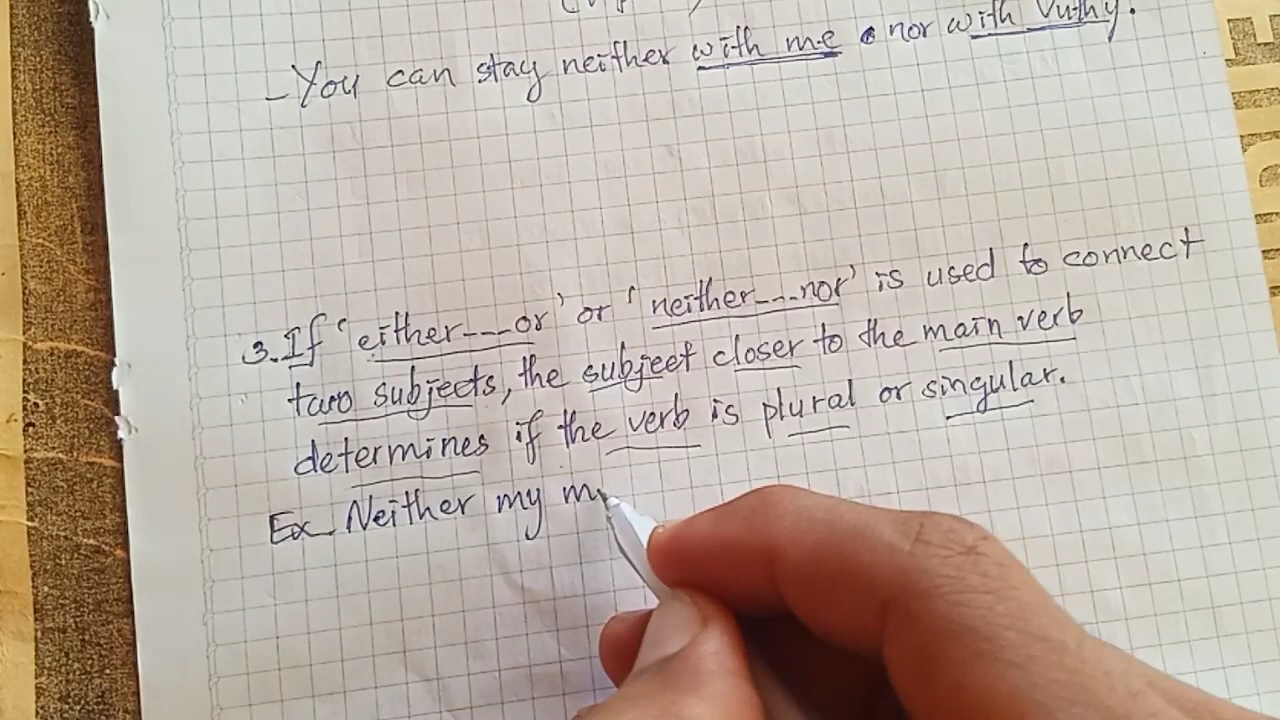 - You can stay neither with me nor with Vuthy.
3. If 'either---or' or 'neither---nor' is used to connect
two subjects, the subject closer to the main verb
determines if the verb is plural or singular.
Ex Neither my m